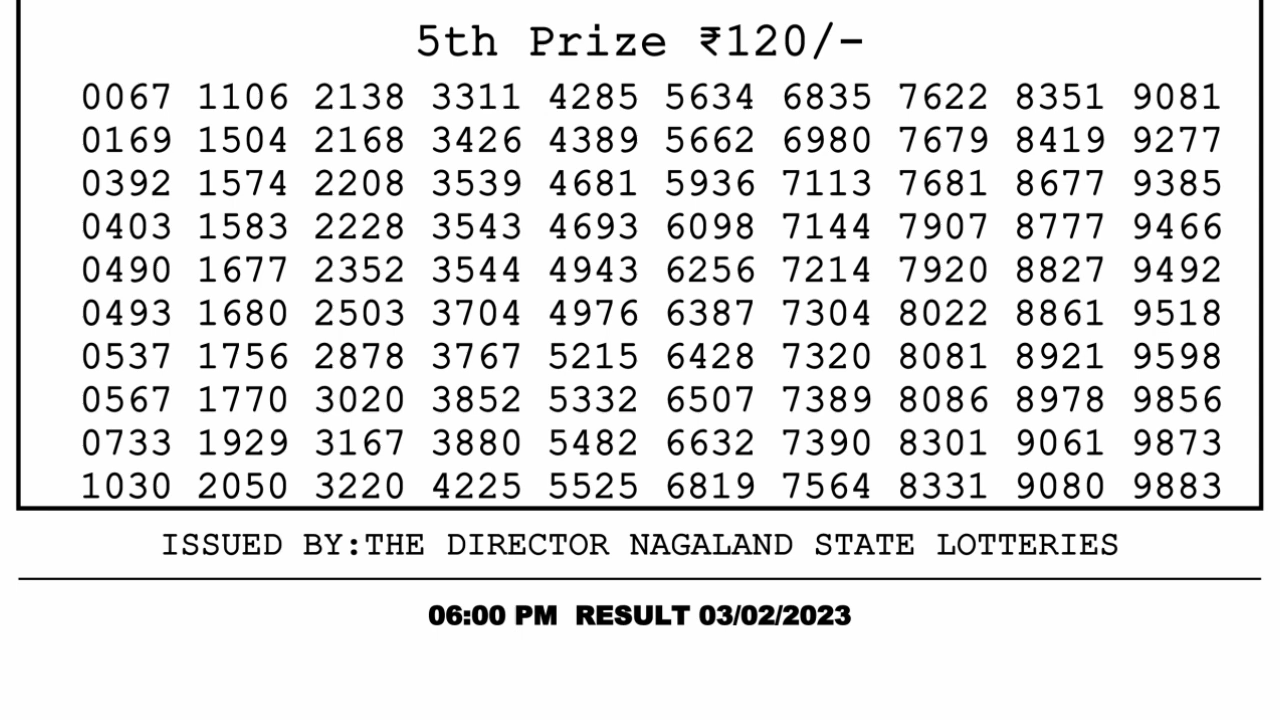 5th Prize ₹120/-
0067 1106 2138 3311 4285 5634 6835 7622 8351 9081
0169 1504 2168 3426 4389 5662 6980 7679 8419 9277
0392 1574 2208 3539 4681 5936 7113 7681 8677 9385
0403 1583 2228 3543 4693 6098 7144 7907 8777 9466
0490 1677 2352 3544 4943 6256 7214 7920 8827 9492
0493 1680 2503 3704 4976 6387 7304 8022 8861 9518
0537 1756 2878 3767 5215 6428 7320 8081 8921 9598
0567 1770 3020 3852 5332 6507 7389 8086 8978 9856
0733 1929 3167 3880 5482 6632 7390 8301 9061 9873
1030 2050 3220 4225 5525 6819 7564 8331 9080 9883
ISSUED BY:THE DIRECTOR NAGALAND STATE LOTTERIES
06:00 PM RESULT 03/02/2023